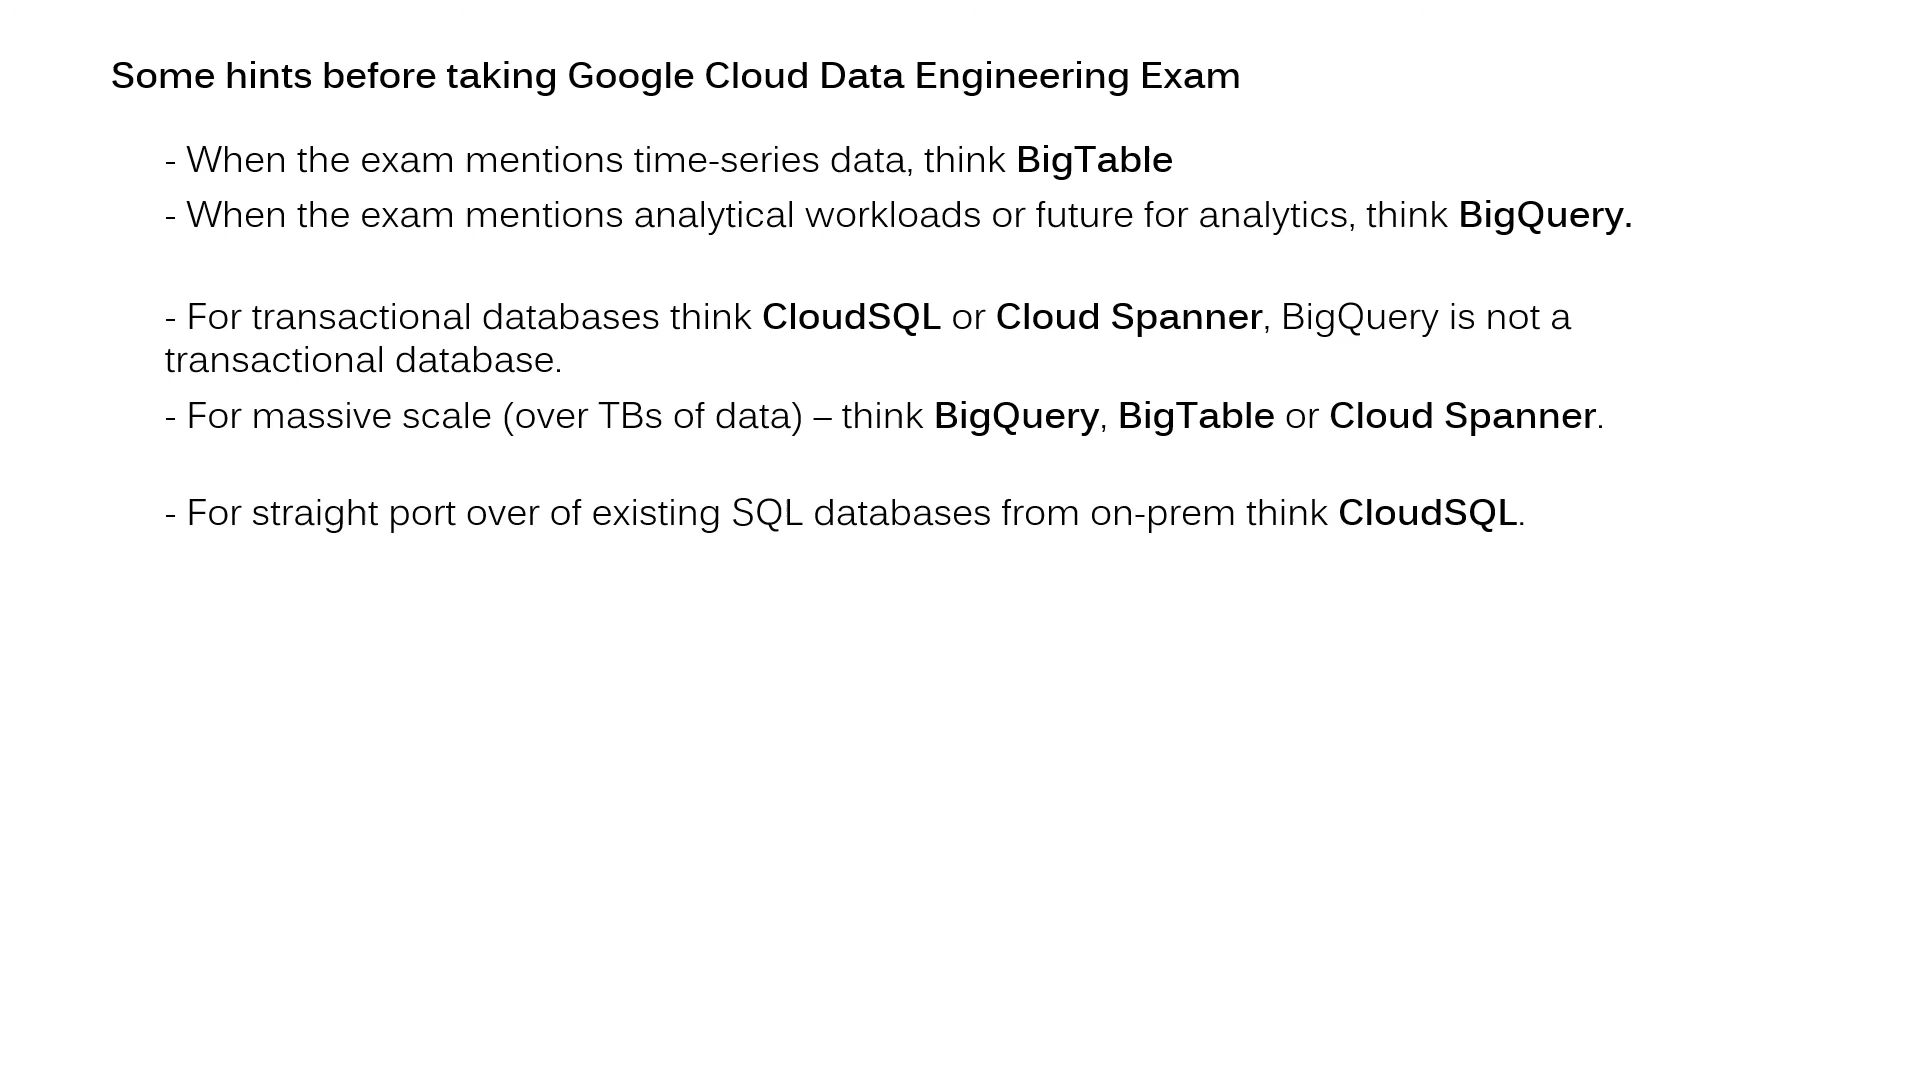 Some hints before taking Google Cloud Data Engineering Exam
- When the exam mentions time-series data, think BigTable
- When the exam mentions analytical workloads or future for analytics, think BigQuery.
- For transactional databases think CloudSQL or Cloud Spanner, BigQuery is not a
transactional database.
- For massive scale (over TBs of data) – think BigQuery, BigTable or Cloud Spanner.
- For straight port over of existing SQL databases from on-prem think CloudSQL.